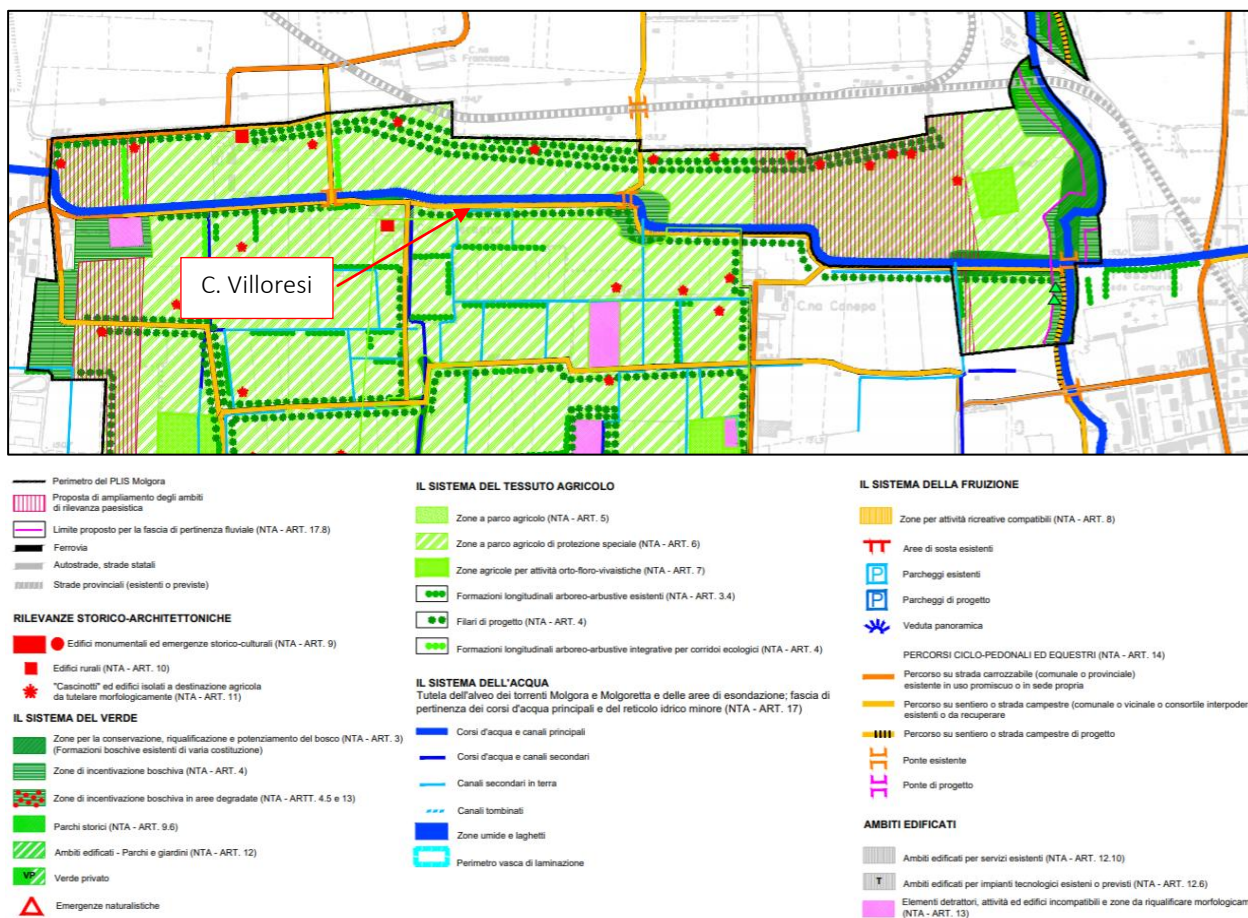 C.na
S. Francesco
C. Villoresi
C.na Canepa
Perimetro del PLIS Molgora
Proposta di ampliamento degli ambiti
di rilevanza paesistica
Limite proposto per la fascia di pertinenza fluviale (NTA - ART. 17.8)
Ferrovia
Autostrade, strade statali
Strade provinciali (esistenti o previste)
RILEVANZE STORICO-ARCHITETTONICHE
Edifici monumentali ed emergenze storico-culturali (NTA - ART. 9)
Edifici rurali (NTA - ART. 10)
"Cascinotti" ed edifici isolati a destinazione agricola
da tutelare morfologicamente (NTA - ART. 11)
IL SISTEMA DEL VERDE
Zone per la conservazione, riqualificazione e potenziamento del bosco (NTA - ART. 3)
(Formazioni boschive esistenti di varia costituzione)
Zone di incentivazione boschiva (NTA - ART. 4)
Zone di incentivazione boschiva in aree degradate (NTA - ARTT. 4.5 e 13)
Parchi storici (NTA - ART. 9.6)
Ambiti edificati - Parchi e giardini (NTA - ART. 12)
VP Verde privato
Emergenze naturalistiche
IL SISTEMA DEL TESSUTO AGRICOLO
Zone a parco agricolo (NTA - ART. 5)
Zone a parco agricolo di protezione speciale (NTA - ART. 6)
Zone agricole per attività orto-floro-vivaistiche (NTA - ART. 7)
Formazioni longitudinali arboreo-arbustive esistenti (NTA - ART. 3.4)
Filari di progetto (NTA - ART. 4)
Formazioni longitudinali arboreo-arbustive integrative per corridoi ecologici (NTA - ART. 4)
IL SISTEMA DELL'ACQUA
Tutela dell'alveo dei torrenti Molgora e Molgoretta e delle aree di esondazione; fascia di
pertinenza dei corsi d'acqua principali e del reticolo idrico minore (NTA - ART. 17)
Corsi d'acqua e canali principali
Corsi d'acqua e canali secondari
Canali secondari in terra
Canali tombinati
Zone umide e laghetti
Perimetro vasca di laminazione
IL SISTEMA DELLA FRUIZIONE
Zone per attività ricreative compatibili (NTA - ART. 8)
Aree di sosta esistenti
P Parcheggi esistenti
P Parcheggi di progetto
Veduta panoramica
PERCORSI CICLO-PEDONALI ED EQUESTRI (NTA - ART. 14)
Percorso su strada carrozzabile (comunale o provinciale)
esistente in uso promiscuo o in sede propria
Percorso su sentiero o strada campestre (comunale o vicinale o consortile interpoder
esistenti o da recuperare
Percorso su sentiero o strada campestre di progetto
Ponte esistente
Ponte di progetto
AMBITI EDIFICATI
Ambiti edificati per servizi esistenti (NTA - ART. 12.10)
T Ambiti edificati per impianti tecnologici esisteni o previsti (NTA - ART. 12.6)
Elementi detrattori, attività ed edifici incompatibili e zone da riqualificare morfologicam
(NTA - ART. 13)